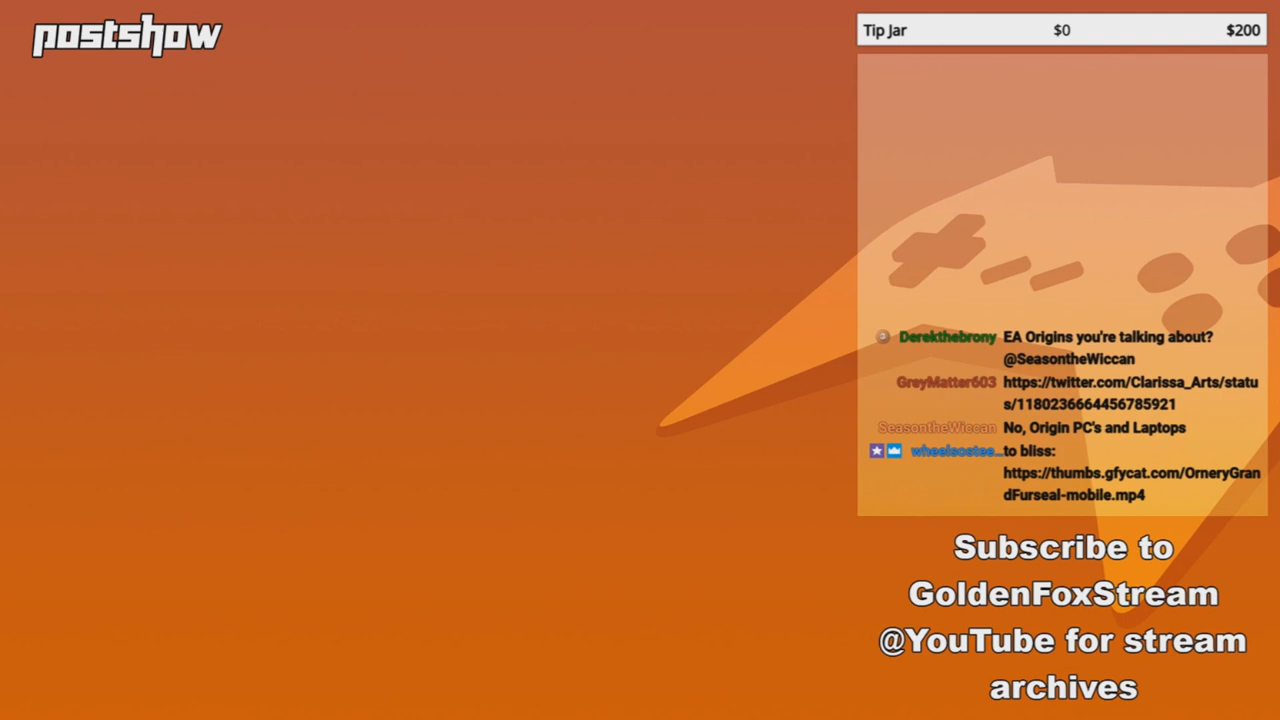 postshow
Tip Jar $0 $200
Derekthebrony EA Origins you're talking about?
@SeasontheWiccan
GreyMatter603 https://twitter.com/Clarissa_Arts/statu
s/1180236664456785921
SeasontheWiccan No, Origin PC's and Laptops
wheelsostee... to bliss:
https://thumbs.gfycat.com/OrneryGran
dFurseal-mobile.mp4
Subscribe to
GoldenFoxStream
@YouTube for stream
archives